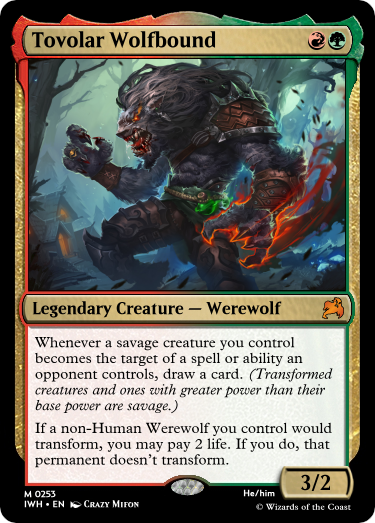 Tovolar Wolfbound
Legendary Creature — Werewolf
Whenever a savage creature you control
becomes the target of a spell or ability an
opponent controls, draw a card. (Transformed
creatures and ones with greater power than their
base power are savage.)
If a non-Human Werewolf you control would
transform, you may pay 2 life. If you do, that
permanent doesn't transform.
3/2
M 0253
He/him
IWH • EN Crazy Mifon
© Wizards of the Coast